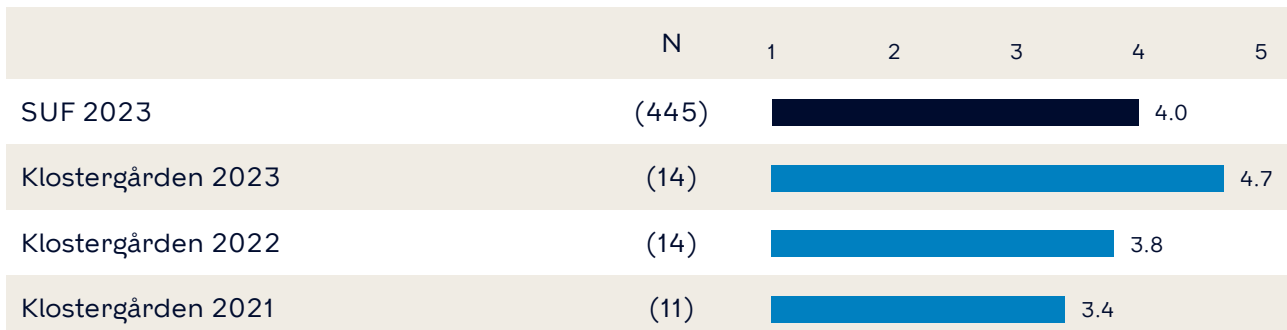 N 1 2 3 4 5
SUF 2023 (445) 4.0
Klostergården 2023 (14) 4.7
Klostergården 2022 (14) 3.8
Klostergården 2021 (11) 3.4